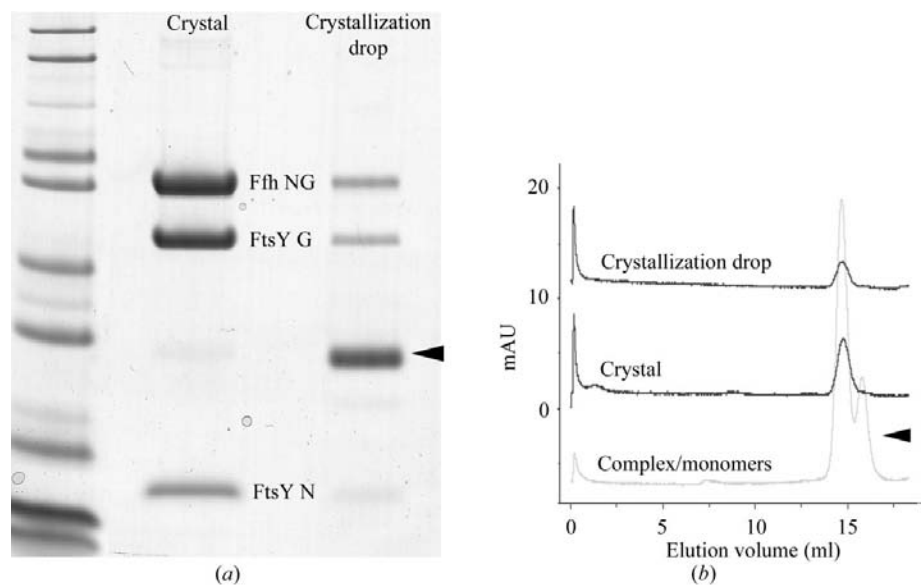 Crystal
Crystallization
drop
Ffh NG
FtsY G
FtsY N
(a)
20
10
0
mAU
Crystallization drop
Crystal
Complex/monomers
0
5
10
15
Elution volume (ml)
(b)